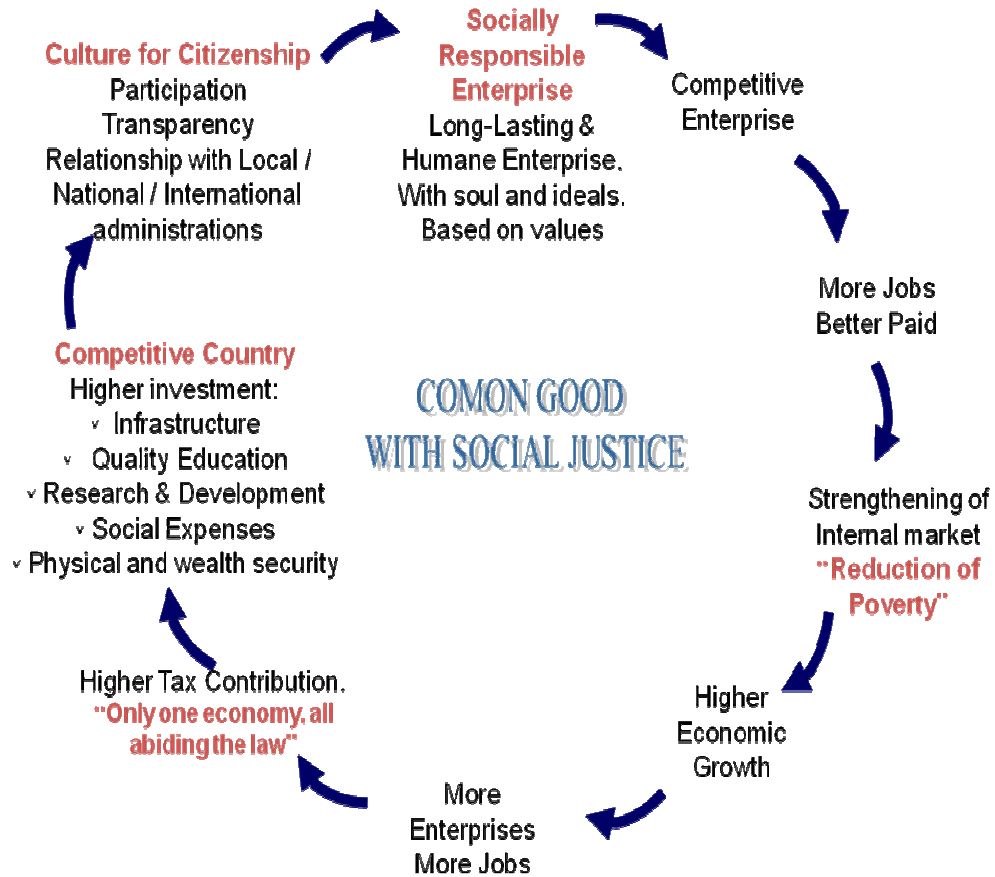 Culture for Citizenship
Participation
Transparency
Relationship with Local /
National / International
administrations
Socially
Responsible
Enterprise
Long-Lasting &
Humane Enterprise.
With soul and ideals.
Based on values
Competitive
Enterprise
More Jobs
Better Paid
Strengthening of
Internal market
"Reduction of
Poverty"
Higher
Economic
Growth
More
Enterprises
More Jobs
Higher Tax Contribution.
"Only one economy, all
abiding the law"
Competitive Country
Higher investment:
v Infrastructure
v Quality Education
v Research & Development
v Social Expenses
v Physical and wealth security
COMON GOOD
WITH SOCIAL JUSTICE